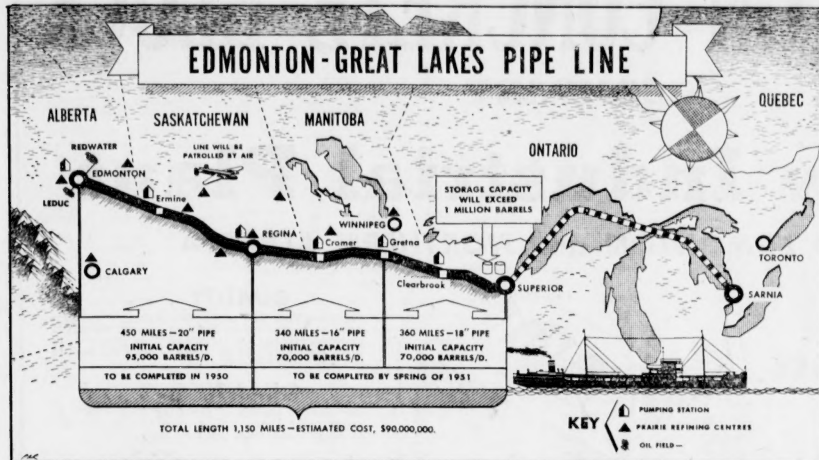 EDMONTON - GREAT LAKES PIPE LINE
ALBERTA
SASKATCHEWAN
MANITOBA
ONTARIO
QUEBEC
REDWATER
EDMONTON
LEDUC
LINE WILL BE
PATROLLED BY AIR
Ermine
CALGARY
REGINA
WINNIPEG
Cromer
Gretna
Clearbrook
STORAGE CAPACITY
WILL EXCEED
1 MILLION BARRELS
SUPERIOR
TORONTO
SARNIA
450 MILES—20" PIPE
INITIAL CAPACITY
95,000 BARRELS/D.
340 MILES—16" PIPE
INITIAL CAPACITY
70,000 BARRELS/D.
360 MILES—18" PIPE
INITIAL CAPACITY
70,000 BARRELS/D.
TO BE COMPLETED IN 1950
TO BE COMPLETED BY SPRING OF 1951
TOTAL LENGTH 1,150 MILES—ESTIMATED COST, $90,000,000.
KEY
PUMPING STATION
PRAIRIE REFINING CENTRES
OIL FIELD—